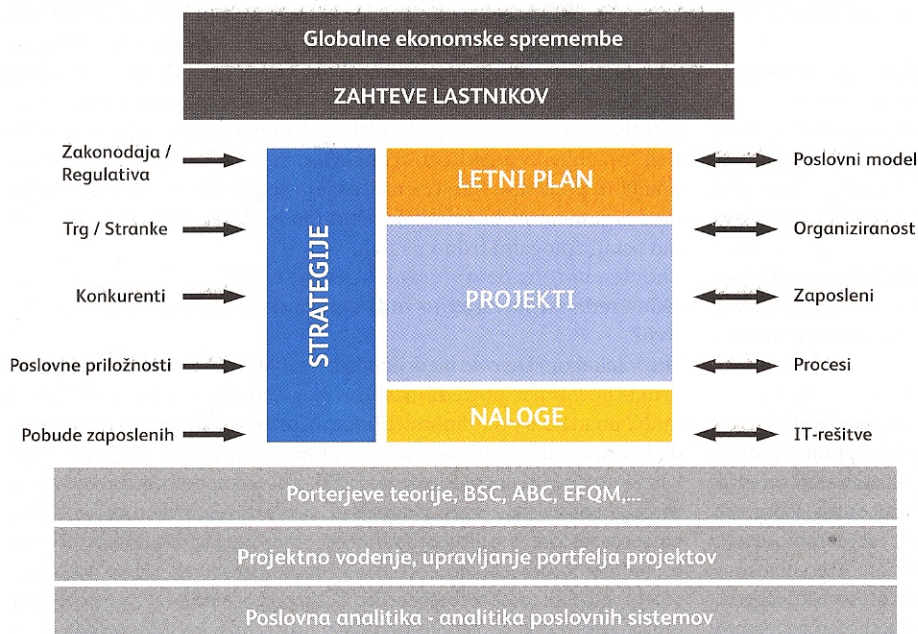 Globalne ekonomske spremembe
ZAHTEVE LASTNIKOV
Zakonodaja /
Regulativa
Trg / Stranke
Konkurenti
Poslovne priložnosti
Pobude zaposlenih
STRATEGIJE
LETNI PLAN
PROJEKTI
NALOGE
Poslovni model
Organiziranost
Zaposleni
Procesi
IT-rešitve
Porterjeve teorije, BSC, ABC, EFQM,...
Projektno vodenje, upravljanje portfelja projektov
Poslovna analitika - analitika poslovnih sistemov